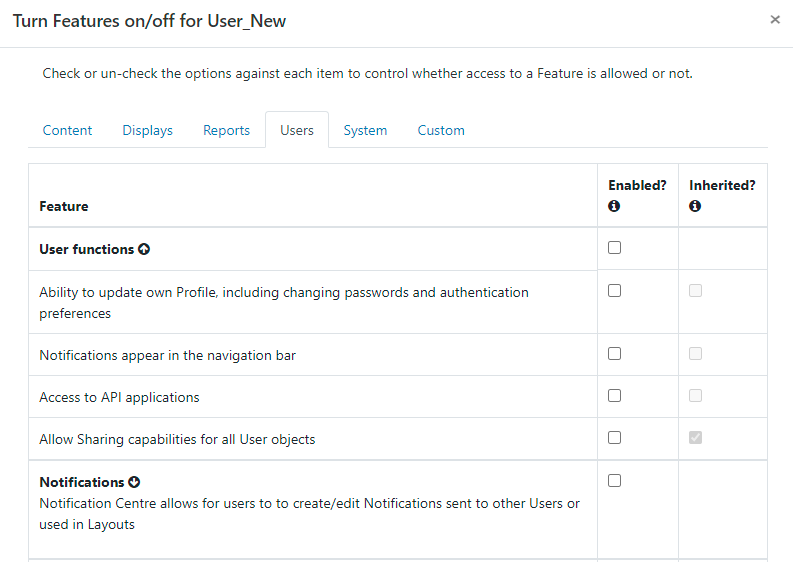 Turn Features on/off for User_New
×
Check or un-check the options against each item to control whether access to a Feature is allowed or not.
Content Displays Reports Users System Custom
Feature Enabled? Inherited?
User functions
Ability to update own Profile, including changing passwords and authentication
preferences
Notifications appear in the navigation bar
Access to API applications
Allow Sharing capabilities for all User objects
Notifications
Notification Centre allows for users to to create/edit Notifications sent to other Users or
used in Layouts